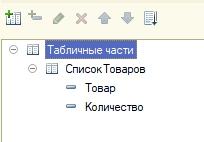 Табличные части
СписокТоваров
Товар
Количество